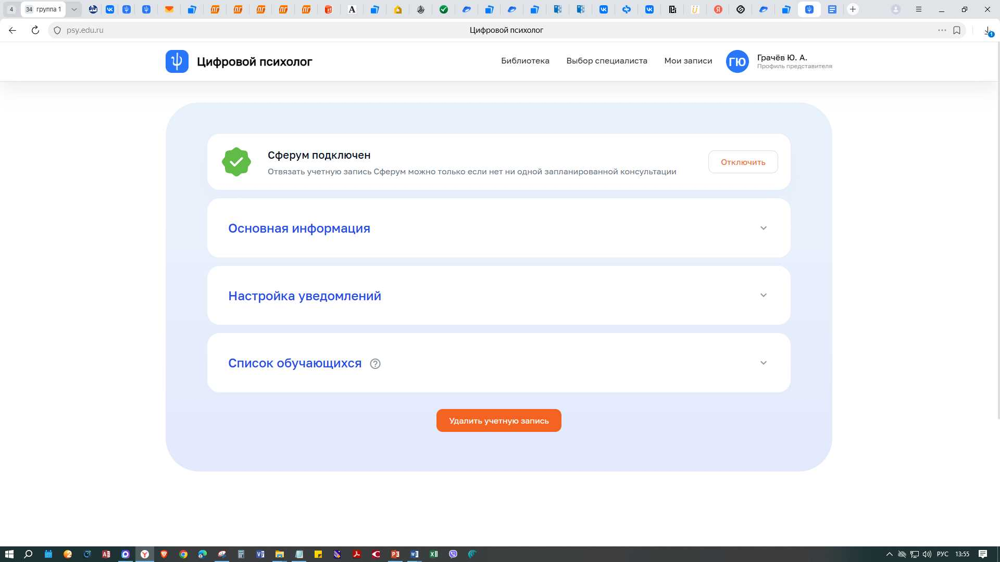 4
34 группа 1
psy.edu.ru
Цифровой психолог
1
Цифровой психолог
Библиотека
Выбор специалиста
Мои записи
ГЮ
Грачёв Ю. А.
Профиль представителя
Сферум подключен
Отвязать учетную запись Сферум можно только если нет ни одной запланированной консультации
Отключить
Основная информация
Настройка уведомлений
Список обучающихся
Удалить учетную запись
РУС
13:55